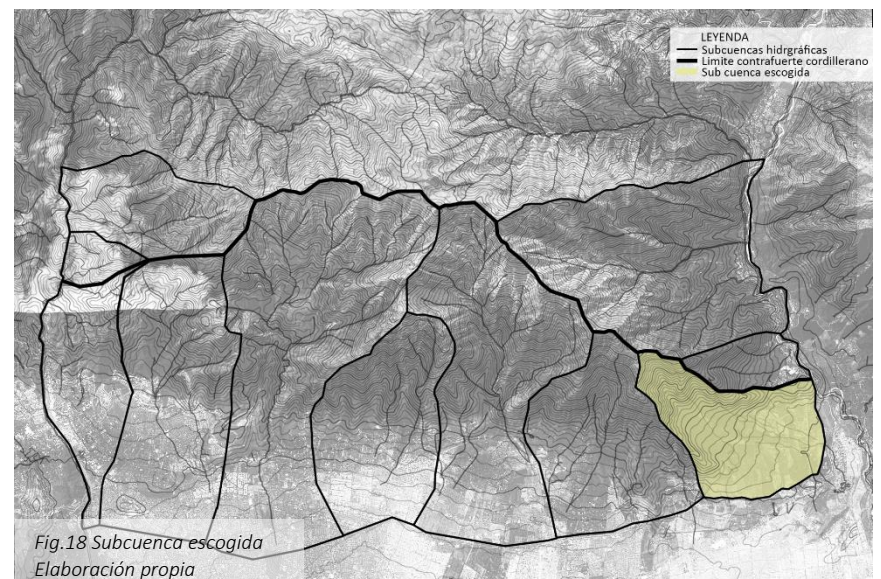 LEYENDA
Subcuencas hidrgráficas
Limite contrafuerte cordillerano
Sub cuenca escogida
Fig.18 Subcuenca escogida
Elaboración propia